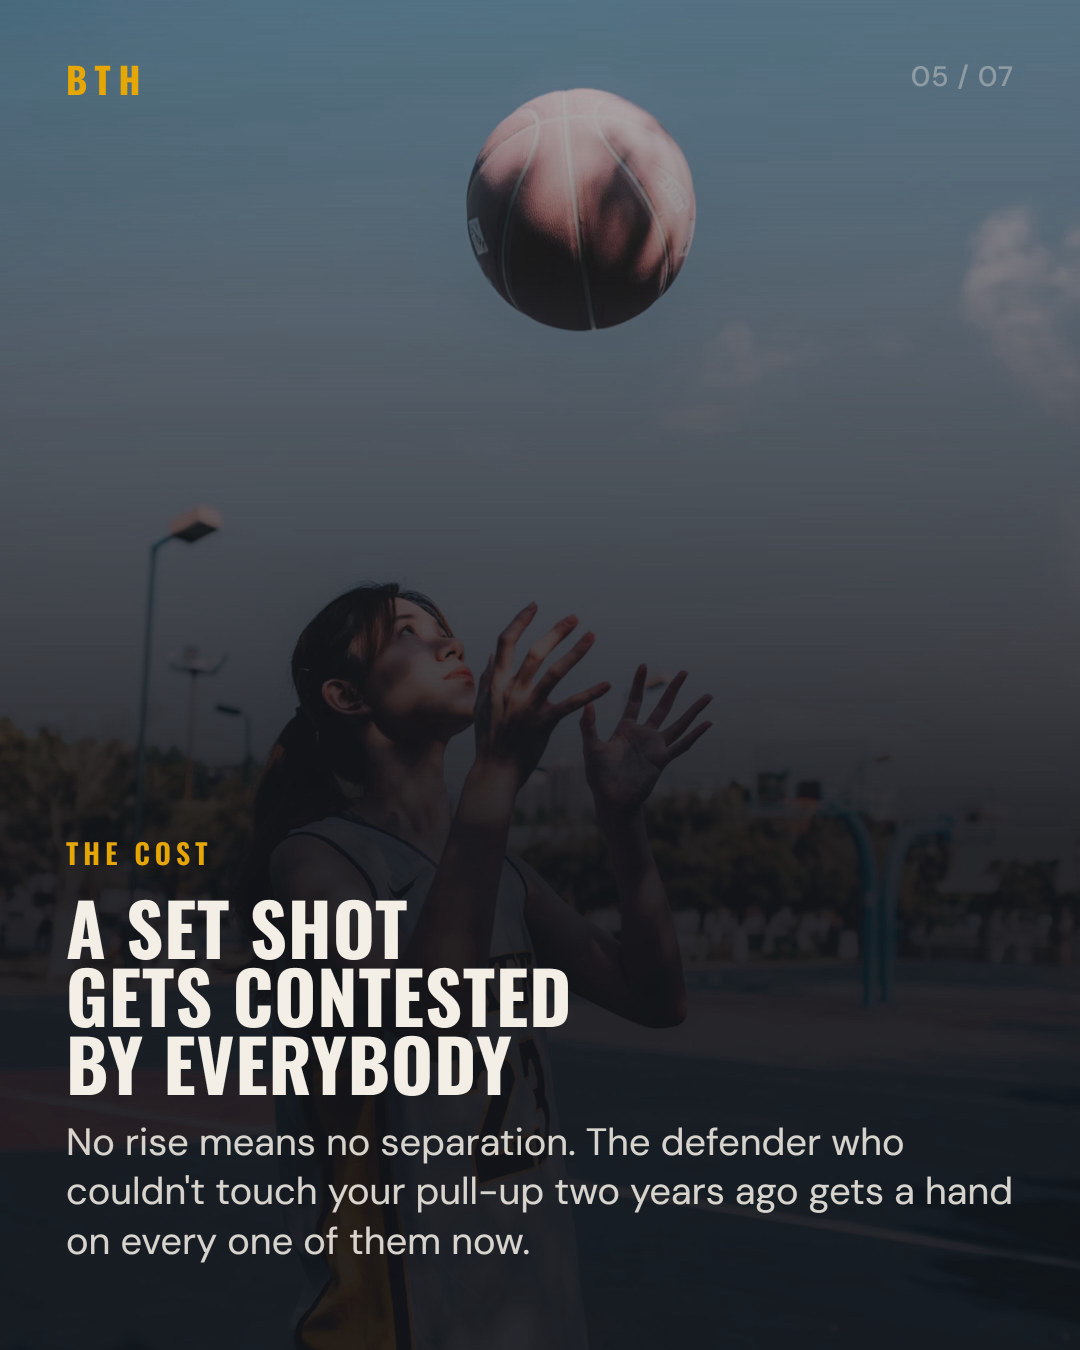 BTH
05 / 07
THE COST
A SET SHOT
GETS CONTESTED
BY EVERYBODY
No rise means no separation. The defender who
couldn't touch your pull-up two years ago gets a hand
on every one of them now.